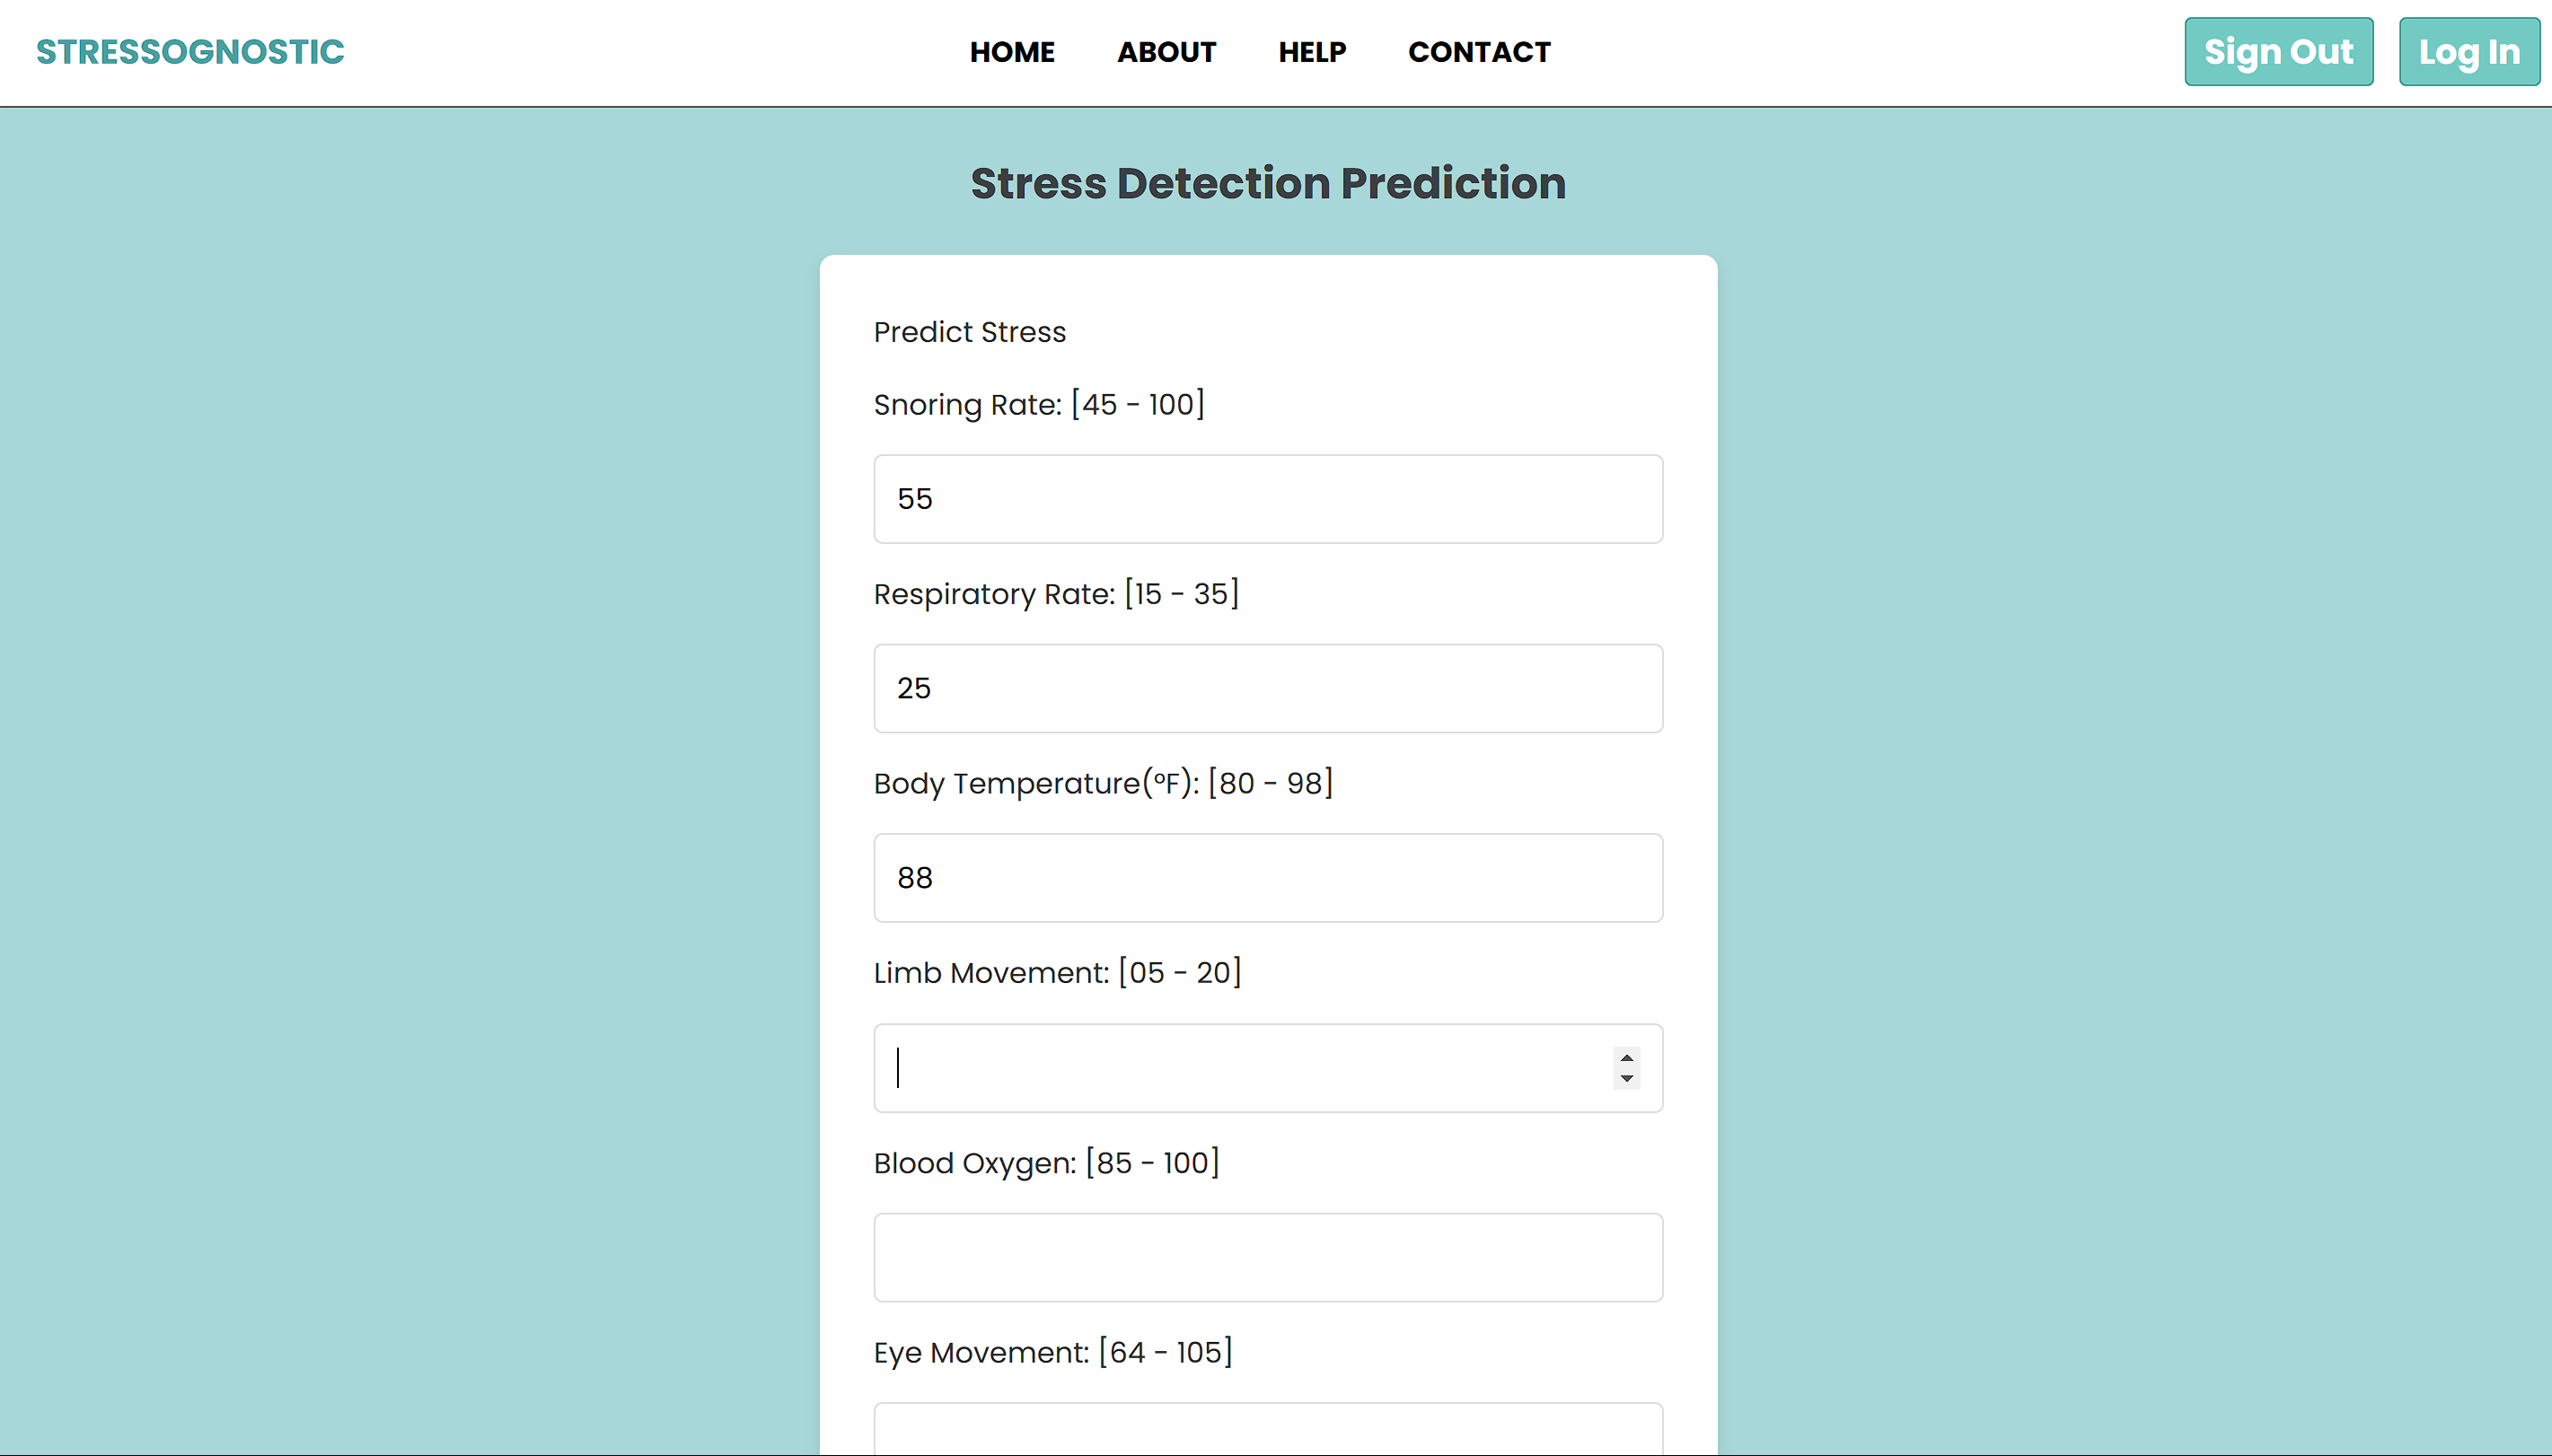 STRESSOGNOSTIC HOME ABOUT HELP CONTACT Sign Out Log In
Stress Detection Prediction
Predict Stress
Snoring Rate: [45 - 100]
55
Respiratory Rate: [15 - 35]
25
Body Temperature(°F): [80 - 98]
88
Limb Movement: [05 - 20]
Blood Oxygen: [85 - 100]
Eye Movement: [64 - 105]